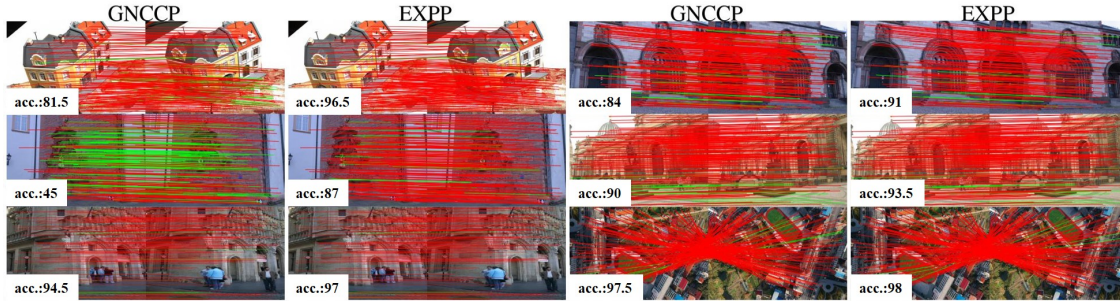 GNCCP EXPP GNCCP EXPP
acc.:81.5 acc.:96.5 acc.:84 acc.:91
acc.:45 acc.:87 acc.:90 acc.:93.5
acc.:94.5 acc.:97 acc.:97.5 acc.:98